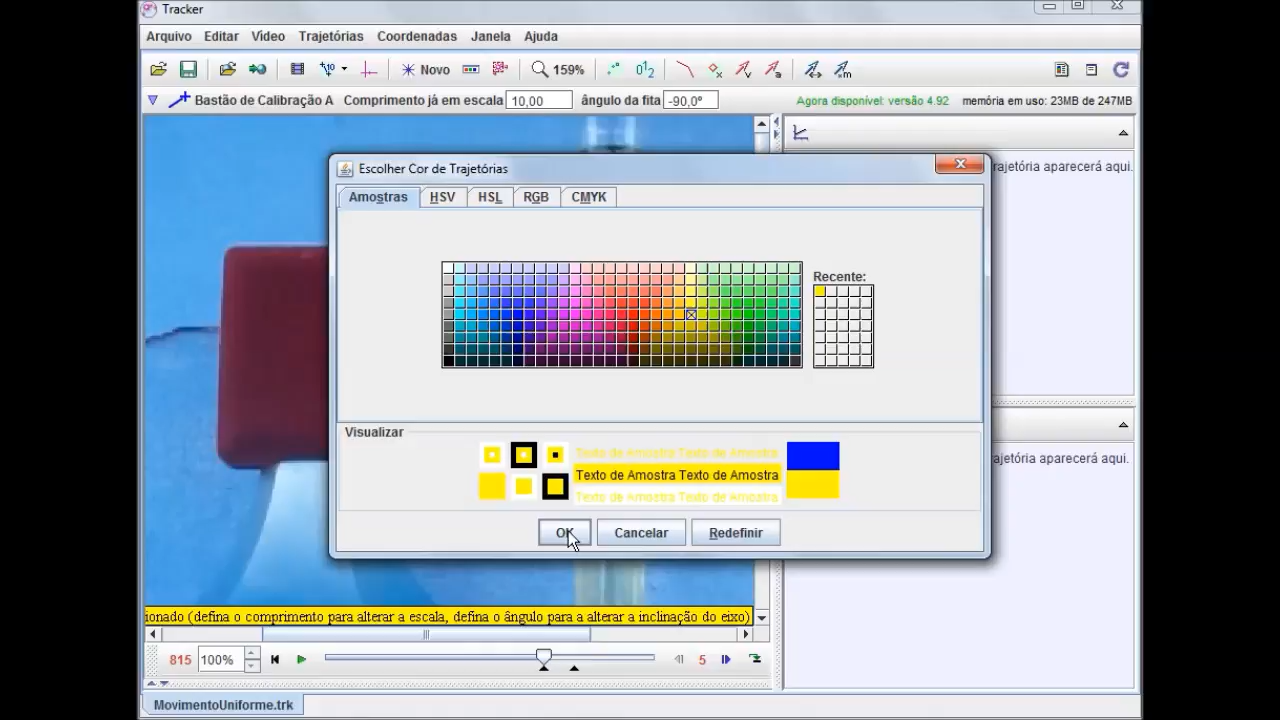 Tracker
Arquivo Editar Vídeo Trajetórias Coordenadas Janela Ajuda
Novo 159%
Bastão de Calibração A Comprimento já em escala 10,00 ângulo da fita -90,0º Agora disponível: versão 4.92 memória em uso: 23MB de 247MB
Escolher Cor de Trajetórias
rajetória aparecerá aqui.
Amostras HSV HSL RGB CMYK
Recente:
Visualizar
Texto de Amostra Texto de Amostra
Texto de Amostra Texto de Amostra
Texto de Amostra Texto de Amostra
ajetória aparecerá aqui.
OK Cancelar Redefinir
ionado (defina o comprimento para alterar a escala, defina o ângulo para a alterar a inclinação do eixo)
815 100% 5
MovimentoUniforme.trk